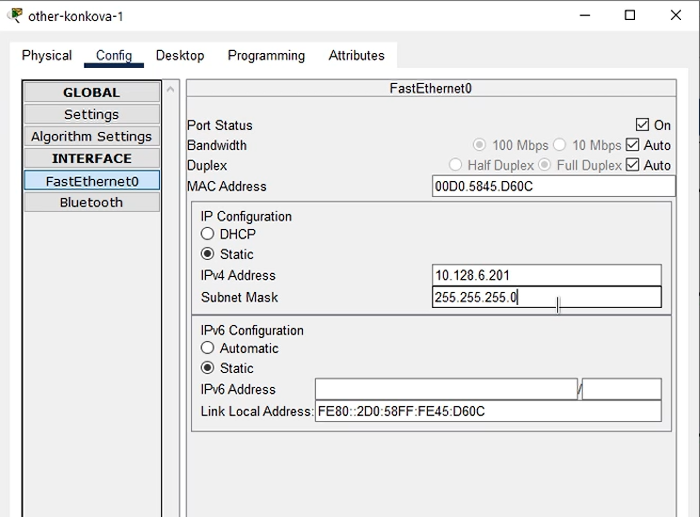 other-konkova-1
Physical Config Desktop Programming Attributes
GLOBAL
Settings
Algorithm Settings
INTERFACE
FastEthernet0
Bluetooth
FastEthernet0
Port Status On
Bandwidth 100 Mbps 10 Mbps Auto
Duplex Half Duplex Full Duplex Auto
MAC Address 00D0.5845.D60C
IP Configuration
DHCP
Static
IPv4 Address 10.128.6.201
Subnet Mask 255.255.255.0
IPv6 Configuration
Automatic
Static
IPv6 Address /
Link Local Address: FE80::2D0:58FF:FE45:D60C